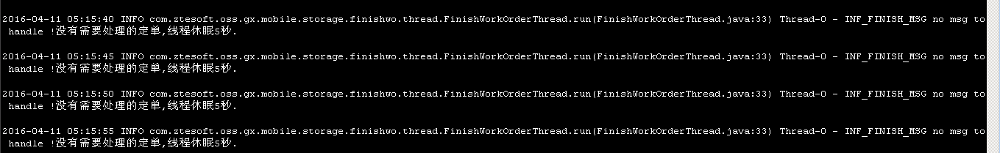 2016-04-11 05:15:40 INFO com.ztesoft.oss.gx.mobile.storage.finishwo.thread.FinishWorkOrderThread.run(FinishWorkOrderThread.java:33) Thread-0 - INF_FINISH_MSG no msg to
handle !没有需要处理的定单,线程休眠5秒.
2016-04-11 05:15:45 INFO com.ztesoft.oss.gx.mobile.storage.finishwo.thread.FinishWorkOrderThread.run(FinishWorkOrderThread.java:33) Thread-0 - INF_FINISH_MSG no msg to
handle !没有需要处理的定单,线程休眠5秒.
2016-04-11 05:15:50 INFO com.ztesoft.oss.gx.mobile.storage.finishwo.thread.FinishWorkOrderThread.run(FinishWorkOrderThread.java:33) Thread-0 - INF_FINISH_MSG no msg to
handle !没有需要处理的定单,线程休眠5秒.
2016-04-11 05:15:55 INFO com.ztesoft.oss.gx.mobile.storage.finishwo.thread.FinishWorkOrderThread.run(FinishWorkOrderThread.java:33) Thread-0 - INF_FINISH_MSG no msg to
handle !没有需要处理的定单,线程休眠5秒.